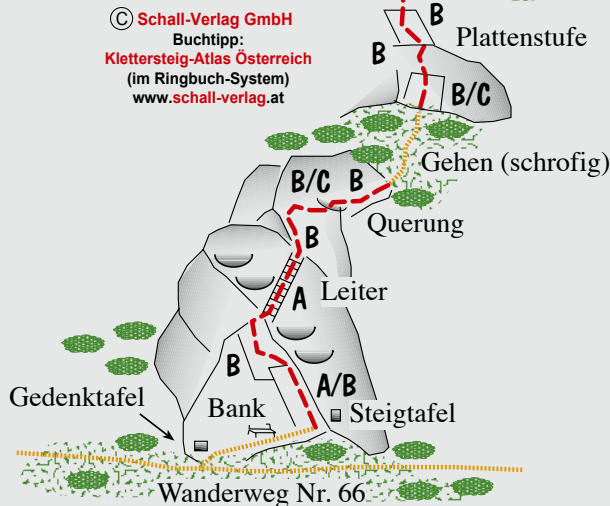 © Schall-Verlag GmbH
Buchtipp:
Klettersteig-Atlas Österreich
(im Ringbuch-System)
www.schall-verlag.at
B
Plattenstufe
B
B/C
Gehen (schrofig)
B/C
B
Querung
B
Leiter
A
B
A/B
Gedenktafel
Bank
Steigtafel
Wanderweg Nr. 66